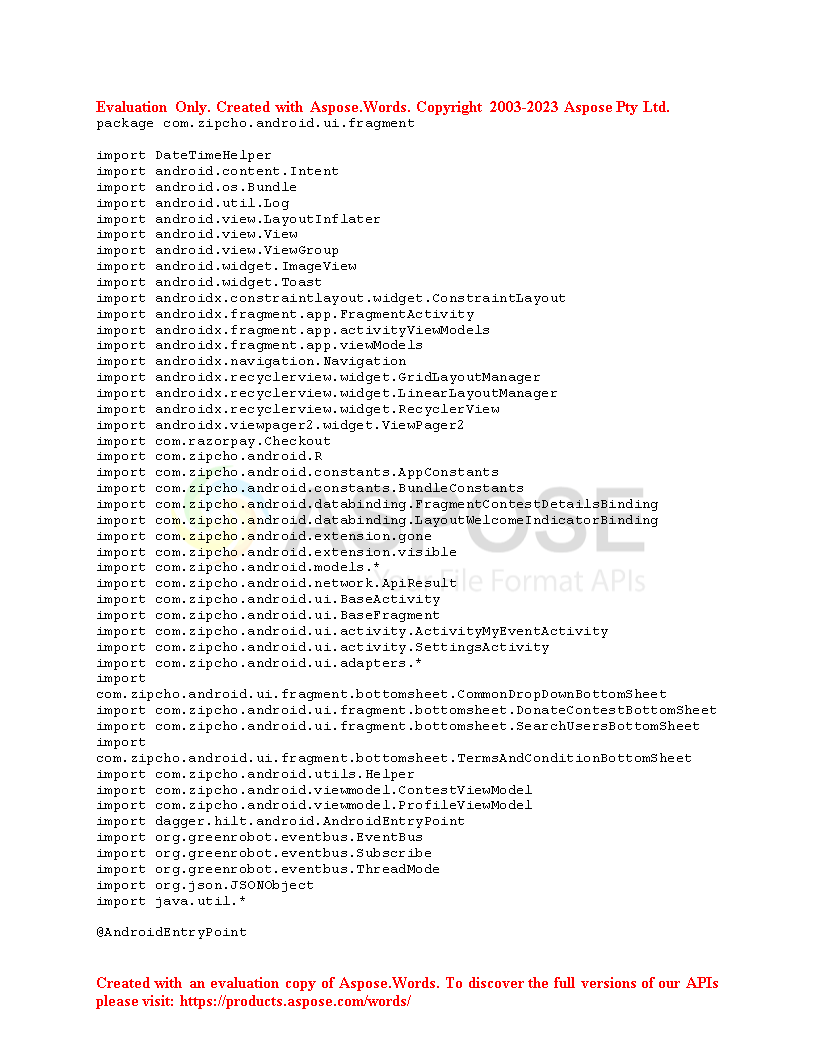 Evaluation Only. Created with Aspose.Words. Copyright 2003-2023 Aspose Pty Ltd.
package com.zipcho.android.ui.fragment
import DateTimeHelper
import android.content.Intent
import android.os.Bundle
import android.util.Log
import android.view.LayoutInflater
import android.view.View
import android.view.ViewGroup
import android.widget.ImageView
import android.widget.Toast
import androidx.constraintlayout.widget.ConstraintLayout
import androidx.fragment.app.FragmentActivity
import androidx.fragment.app.activityViewModels
import androidx.fragment.app.viewModels
import androidx.navigation.Navigation
import androidx.recyclerview.widget.GridLayoutManager
import androidx.recyclerview.widget.LinearLayoutManager
import androidx.recyclerview.widget.RecyclerView
import androidx.viewpager2.widget.ViewPager2
import com.razorpay.Checkout
import com.zipcho.android.R
import com.zipcho.android.constants.AppConstants
import com.zipcho.android.constants.BundleConstants
import com.zipcho.android.databinding.FragmentContestDetailsBinding
import com.zipcho.android.databinding.LayoutWelcomeIndicatorBinding
import com.zipcho.android.extension.gone
import com.zipcho.android.extension.visible
import com.zipcho.android.models.*
import com.zipcho.android.network.ApiResult
import com.zipcho.android.ui.BaseActivity
import com.zipcho.android.ui.BaseFragment
import com.zipcho.android.ui.activity.ActivityMyEventActivity
import com.zipcho.android.ui.activity.SettingsActivity
import com.zipcho.android.ui.adapters.*
import
com.zipcho.android.ui.fragment.bottomsheet.CommonDropDownBottomSheet
import com.zipcho.android.ui.fragment.bottomsheet.DonateContestBottomSheet
import com.zipcho.android.ui.fragment.bottomsheet.SearchUsersBottomSheet
import
com.zipcho.android.ui.fragment.bottomsheet.TermsAndConditionBottomSheet
import com.zipcho.android.utils.Helper
import com.zipcho.android.viewmodel.ContestViewModel
import com.zipcho.android.viewmodel.ProfileViewModel
import dagger.hilt.android.AndroidEntryPoint
import org.greenrobot.eventbus.EventBus
import org.greenrobot.eventbus.Subscribe
import org.greenrobot.eventbus.ThreadMode
import org.json.JSONObject
import java.util.*
@AndroidEntryPoint
ASPOSE
Your File Format APIs
Created with an evaluation copy of Aspose.Words. To discover the full versions of our APIs
please visit: https://products.aspose.com/words/